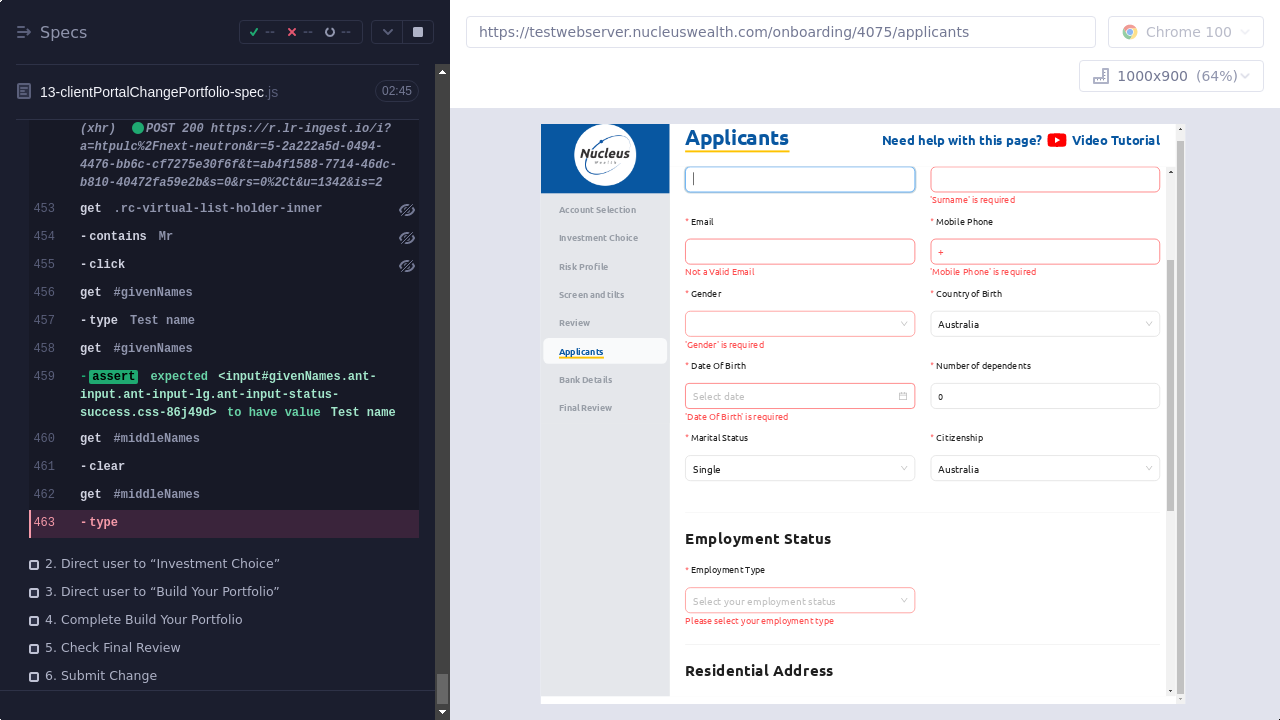 Specs
--
--
--
https://testwebserver.nucleuswealth.com/onboarding/4075/applicants
Chrome 100
1000x900 (64%)
13-clientPortalChangePortfolio-spec.js
02:45
(xhr) POST 200 https://r.lr-ingest.io/i?
a=htpulc%2Fnext-neutron&r=5-2a222a5d-0494-
4476-bb6c-cf7275e30f6f&t=ab4f1588-7714-46dc-
b810-40472fa59e2b&s=0&rs=0%2Ct&u=1342&is=2
453 get .rc-virtual-list-holder-inner
454 -contains Mr
455 -click
456 get #givenNames
457 -type Test name
458 get #givenNames
459 -assert expected <input#givenNames.ant-
input.ant-input-lg.ant-input-status-
success.css-86j49d> to have value Test name
460 get #middleNames
461 -clear
462 get #middleNames
463 -type
2. Direct user to “Investment Choice”
3. Direct user to “Build Your Portfolio”
4. Complete Build Your Portfolio
5. Check Final Review
6. Submit Change
Nucleus
Wealth
Account Selection
Investment Choice
Risk Profile
Screen and tilts
Review
Applicants
Bank Details
Final Review
Applicants
Need help with this page? Video Tutorial
'Surname' is required
* Email
* Mobile Phone
+
Not a Valid Email
'Mobile Phone' is required
* Gender
* Country of Birth
Australia
'Gender' is required
* Date Of Birth
* Number of dependents
Select date
0
'Date Of Birth' is required
* Marital Status
* Citizenship
Single
Australia
Employment Status
* Employment Type
Select your employment status
Please select your employment type
Residential Address